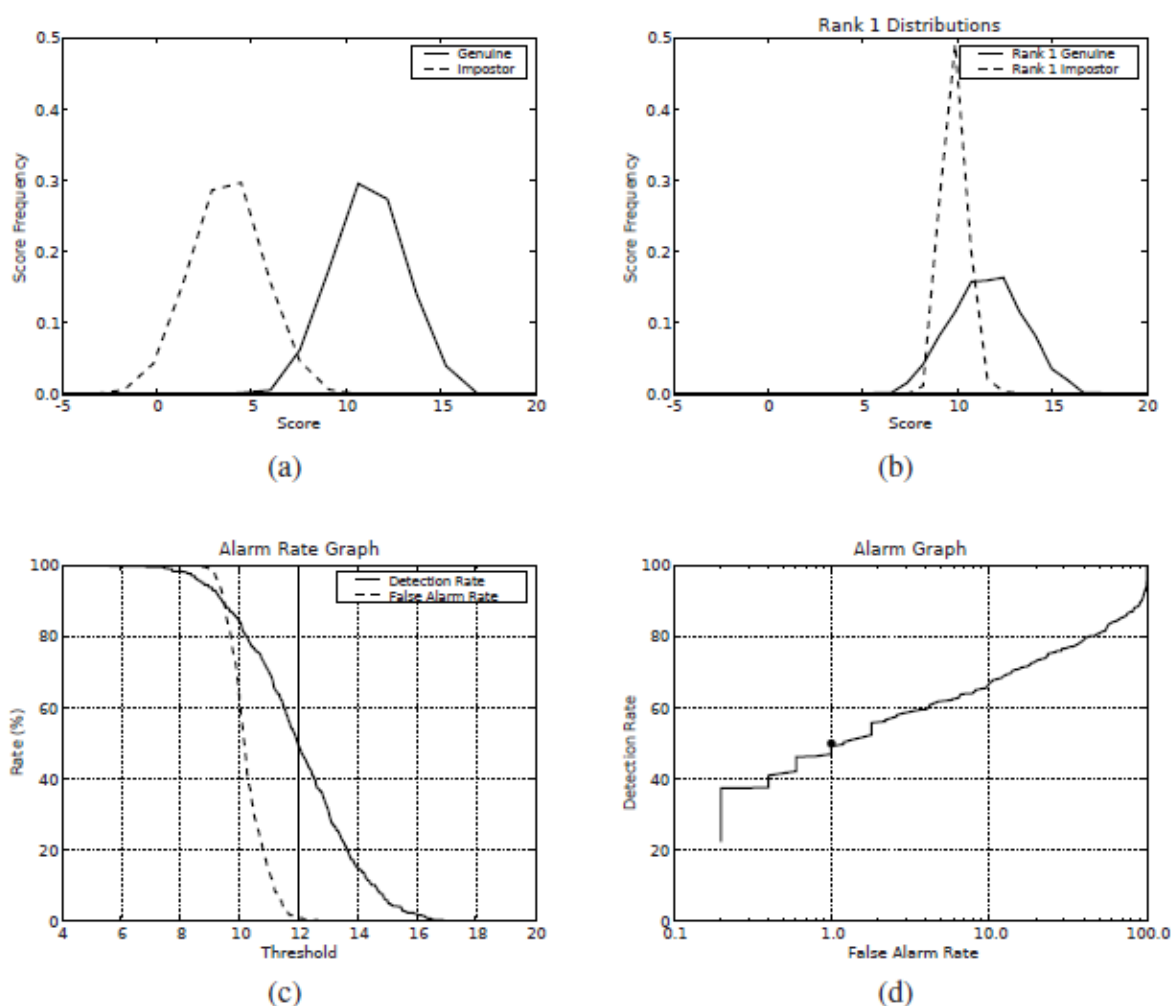 0.5
0.4
0.3
0.2
0.1
0.0
-5 0 5 10 15 20
Score Frequency
Score
Genuine
Impostor
(a)
Rank 1 Distributions
0.5
0.4
0.3
0.2
0.1
0.0
-5 0 5 10 15 20
Score Frequency
Score
Rank 1 Genuine
Rank 1 Impostor
(b)
Alarm Rate Graph
100
80
60
40
20
0
4 6 8 10 12 14 16 18 20
Rate (%)
Threshold
Detection Rate
False Alarm Rate
(c)
Alarm Graph
100
80
60
40
20
0
0.1 1.0 10.0 100.0
Detection Rate
False Alarm Rate
(d)